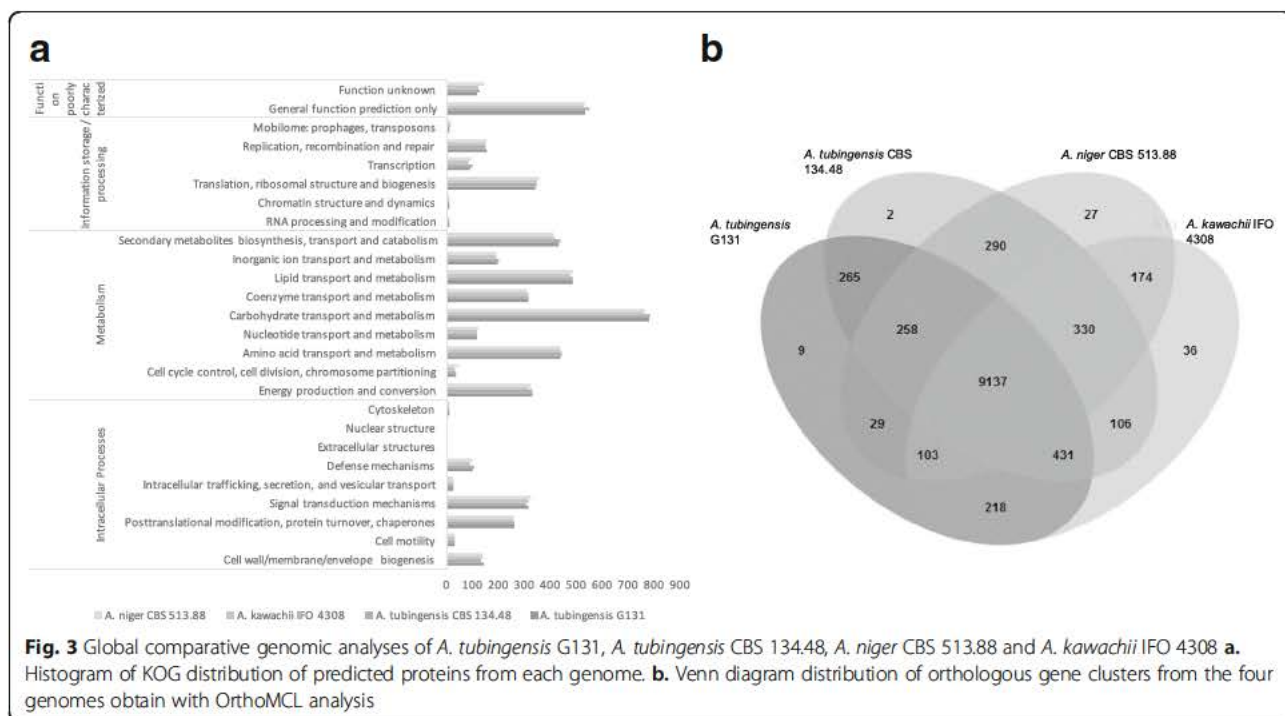 a
Functi
on
poorly
charac
terized
Function unknown
General function prediction only
Information storage /
processing
Mobilome: prophages, transposons
Replication, recombination and repair
Transcription
Translation, ribosomal structure and biogenesis
Chromatin structure and dynamics
RNA processing and modification
Metabolism
Secondary metabolites biosynthesis, transport and catabolism
Inorganic ion transport and metabolism
Lipid transport and metabolism
Coenzyme transport and metabolism
Carbohydrate transport and metabolism
Nucleotide transport and metabolism
Amino acid transport and metabolism
Cell cycle control, cell division, chromosome partitioning
Energy production and conversion
Intracellular Processes
Cytoskeleton
Nuclear structure
Extracellular structures
Defense mechanisms
Intracellular trafficking, secretion, and vesicular transport
Signal transduction mechanisms
Posttranslational modification, protein turnover, chaperones
Cell motility
Cell wall/membrane/envelope biogenesis
0 100 200 300 400 500 600 700 800 900
A. niger CBS 513.88 A. kawachii IFO 4308 A. tubingensis CBS 134.48 A. tubingensis G131
b
A. tubingensis CBS
134.48
A. niger CBS 513.88
A. tubingensis
G131
A. kawachii IFO
4308
2
27
290
265
174
258
330
9
36
9137
29
106
103
431
218
Fig. 3 Global comparative genomic analyses of A. tubingensis G131, A. tubingensis CBS 134.48, A. niger CBS 513.88 and A. kawachii IFO 4308 a.
Histogram of KOG distribution of predicted proteins from each genome. b. Venn diagram distribution of orthologous gene clusters from the four
genomes obtain with OrthoMCL analysis